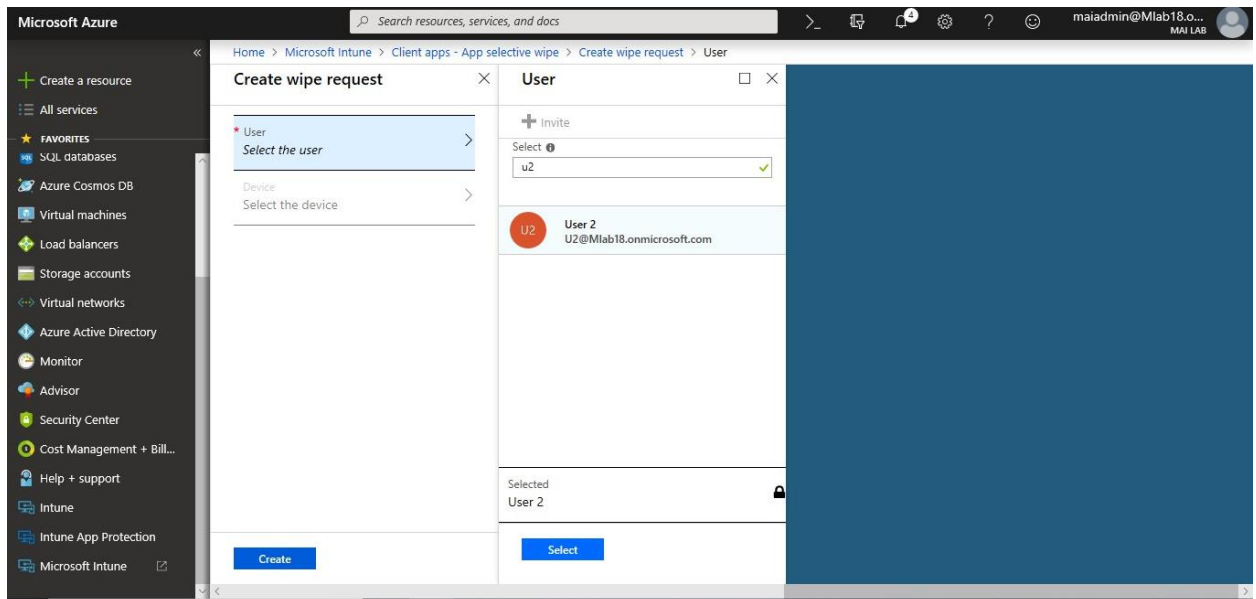 Microsoft Azure
Search resources, services, and docs
4
maiadmin@Mlab18.o...
MAI LAB
Home > Microsoft Intune > Client apps - App selective wipe > Create wipe request > User
Create a resource
All services
FAVORITES
SQL databases
Azure Cosmos DB
Virtual machines
Load balancers
Storage accounts
Virtual networks
Azure Active Directory
Monitor
Advisor
Security Center
Cost Management + Bill...
Help + support
Intune
Intune App Protection
Microsoft Intune
Create wipe request
* User
Select the user
Device
Select the device
Create
User
Invite
Select
u2
U2
User 2
U2@Mlab18.onmicrosoft.com
Selected
User 2
Select